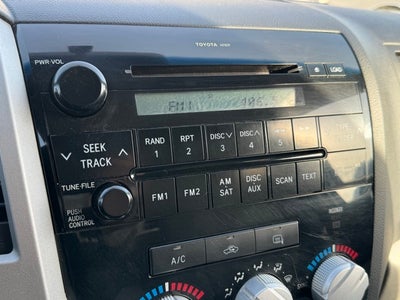 TOYOTA
PWR·VOL
LOAD
FM1
SEEK
TRACK
RAND
1
RPT
2
DISC ∨
3
DISC ∧
4
5
TUNE·FILE
PUSH
AUDIO
CONTROL
FM1
FM2
AM
SAT
DISC
AUX
SCAN
TEXT
A/C